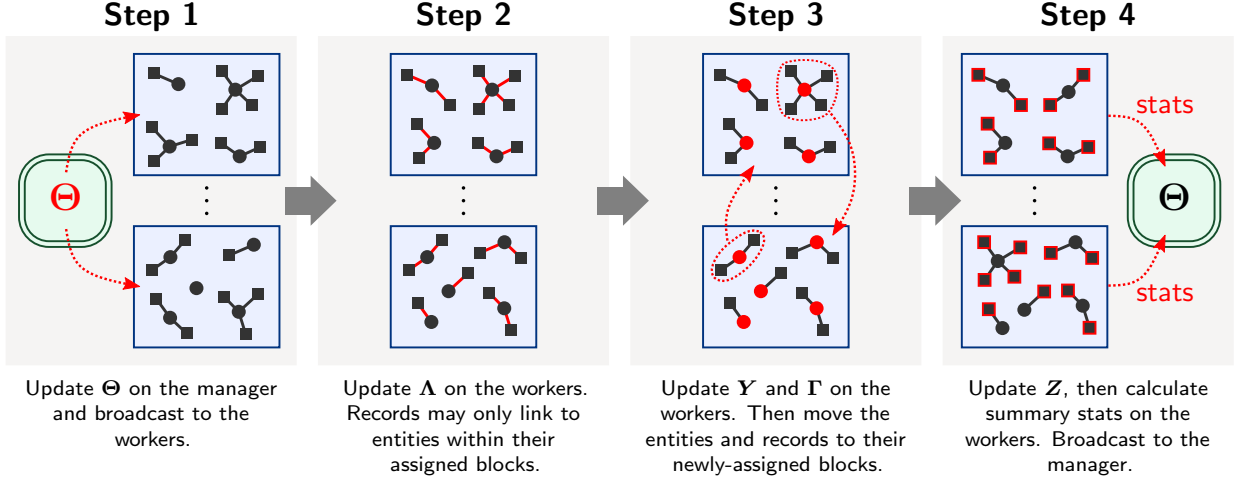 Step 1
Step 2
Step 3
Step 4
Θ
stats
Θ
stats
Update Θ on the manager
and broadcast to the
workers.
Update Λ on the workers.
Records may only link to
entities within their
assigned blocks.
Update Y and Γ on the
workers. Then move the
entities and records to their
newly-assigned blocks.
Update Z, then calculate
summary stats on the
workers. Broadcast to the
manager.